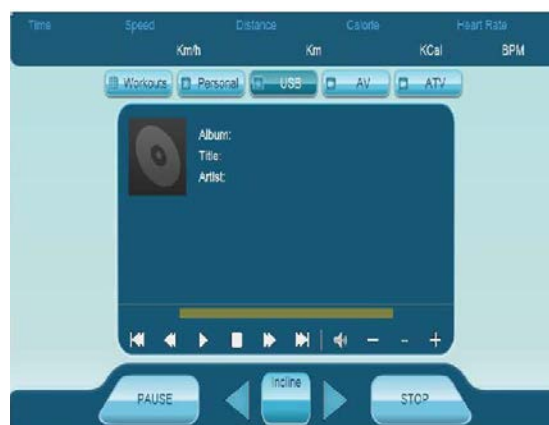 Time Speed Distance Calorie Heart Rate
Km/h Km KCal BPM
Workouts Personal USB AV ATV
Album:
Title:
Artist:
Incline
PAUSE STOP